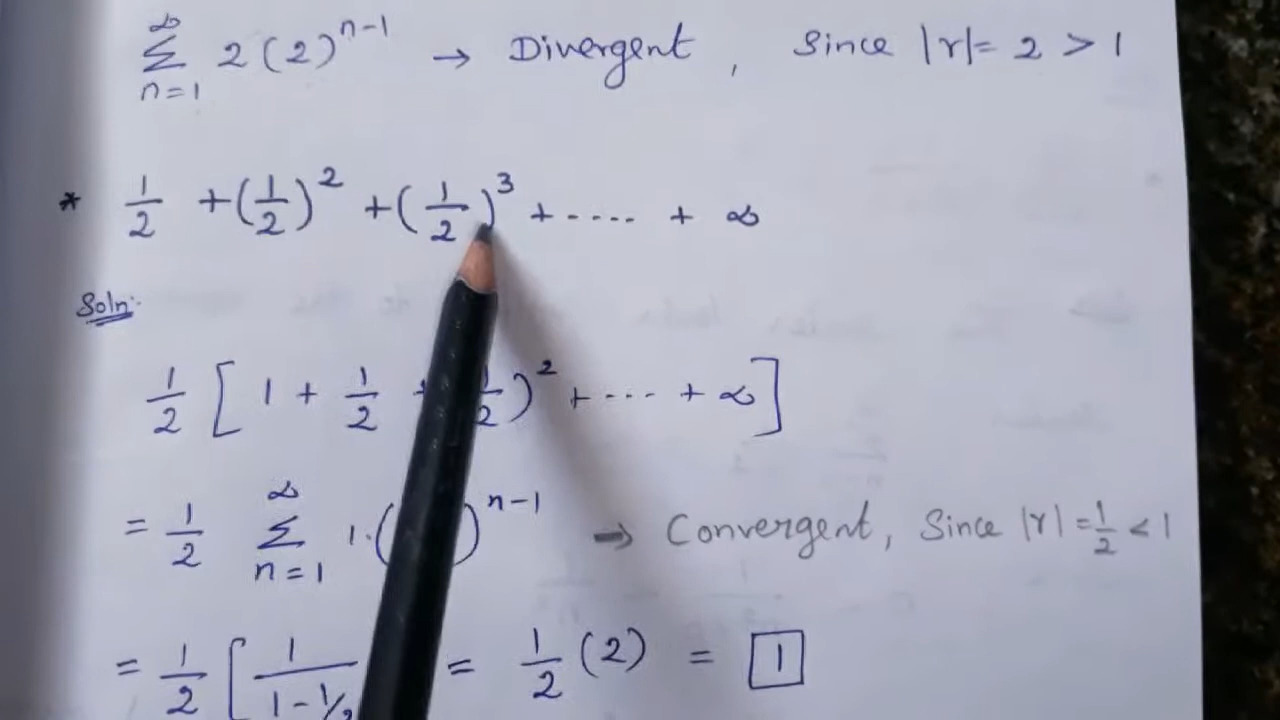 ∞
∑ 2(2)^{n-1} → Divergent, Since |r| = 2 > 1
n=1
* 1/2 + (1/2)^2 + (1/2)^3 + ..... + ∞
Soln:
1/2 [ 1 + 1/2 + 1/2)^2 + ... + ∞ ]
= 1/2 ∑_{n=1}^{∞} 1.( )^{n-1} → Convergent, Since |r| = 1/2 < 1
= 1/2 [ 1/(1-1/2 = 1/2 (2) = 1